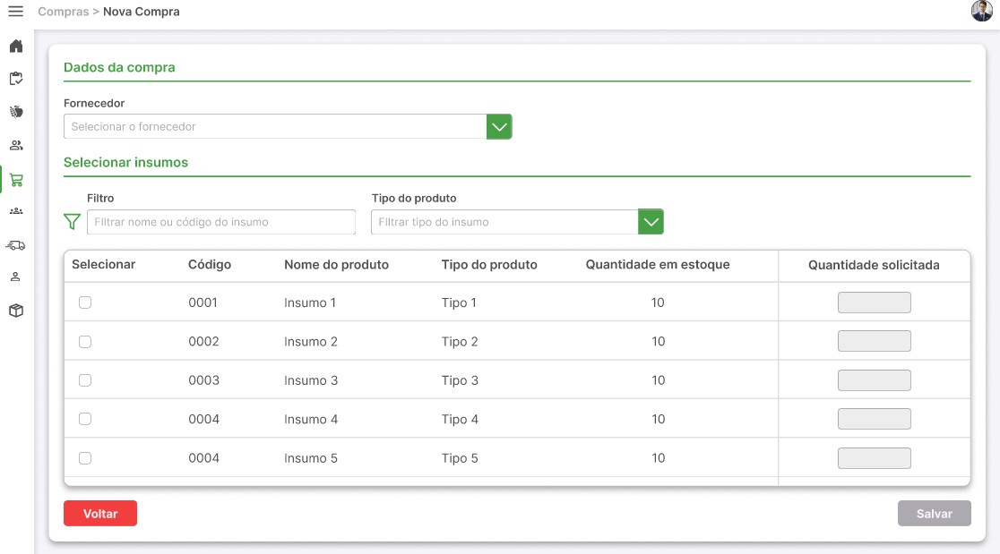 Compras > Nova Compra
Dados da compra
Fornecedor
Selecionar o fornecedor
Selecionar insumos
Filtro
Tipo do produto
FIltrar nome ou código do insumo
FIltrar tipo do insumo
Selecionar Código Nome do produto Tipo do produto Quantidade em estoque Quantidade solicitada
0001 Insumo 1 Tipo 1 10
0002 Insumo 2 Tipo 2 10
0003 Insumo 3 Tipo 3 10
0004 Insumo 4 Tipo 4 10
0004 Insumo 5 Tipo 5 10
Voltar
Salvar